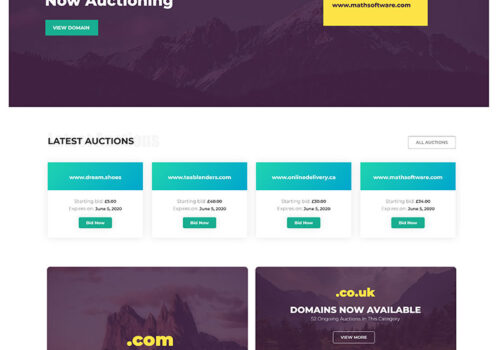 Now Auctioning
www.mathsoftware.com
VIEW DOMAIN
LATEST AUCTIONS
ALL AUCTIONS
www.dream.shoes
Starting bid: £5.00
Expires on: June 5, 2020
Bid Now
www.teablenders.com
Starting bid: £40.00
Expires on: June 5, 2020
Bid Now
www.onlinedelivery.ca
Starting bid: £30.00
Expires on: June 5, 2020
Bid Now
www.mathsoftware.com
Starting bid: £34.00
Expires on: June 5, 2020
Bid Now
.com
.co.uk
DOMAINS NOW AVAILABLE
52 Ongoing Auctions in This Category
VIEW MORE